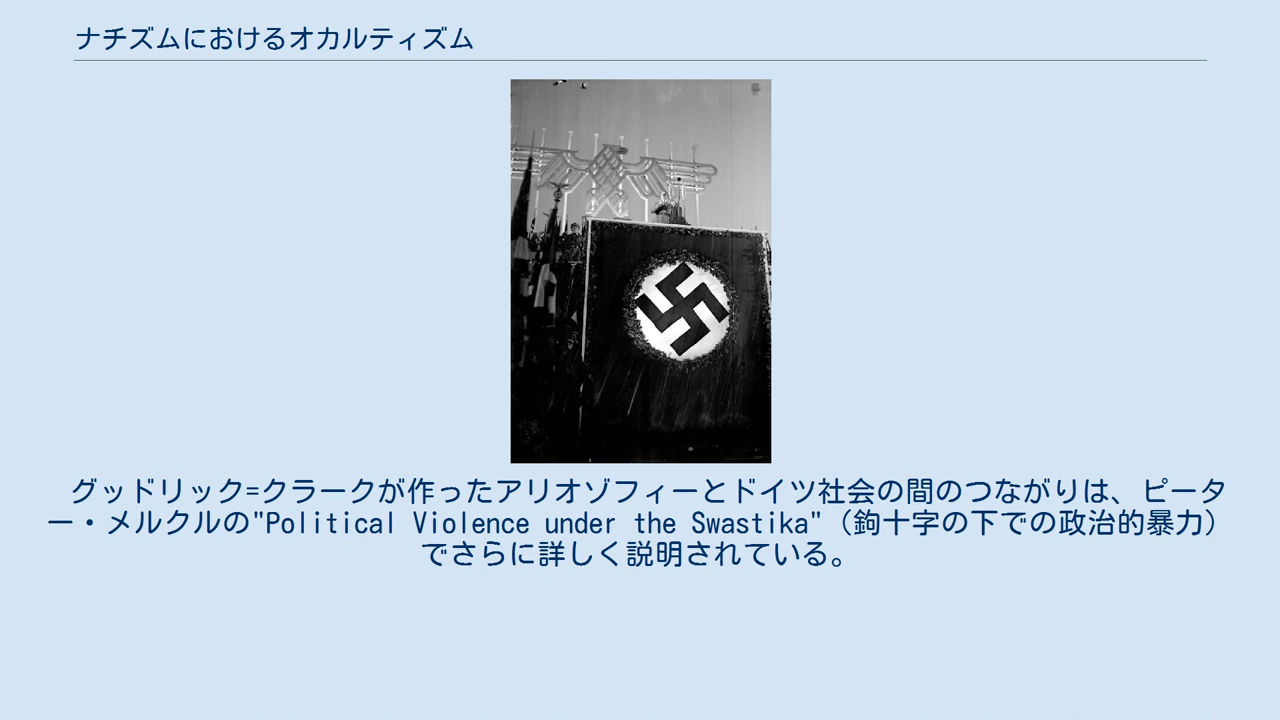 ナチズムにおけるオカルティズム
グッドリック=クラークが作ったアリオゾフィーとドイツ社会の間のつながりは、ピータ
ー・メルクルの"Political Violence under the Swastika"（鉤十字の下での政治的暴力）
でさらに詳しく説明されている。